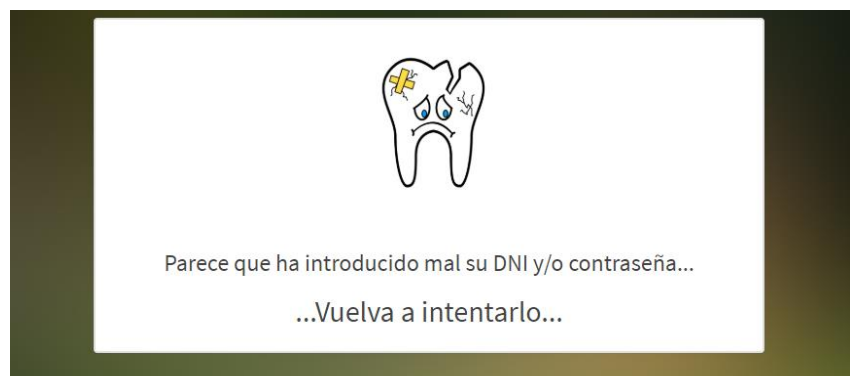 Parece que ha introducido mal su DNI y/o contraseña...
...Vuelva a intentarlo...